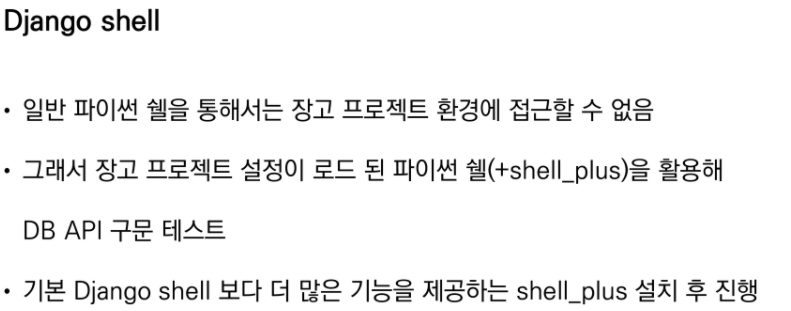 Django shell
• 일반 파이썬 쉘을 통해서는 장고 프로젝트 환경에 접근할 수 없음
• 그래서 장고 프로젝트 설정이 로드 된 파이썬 쉘(+shell_plus)을 활용해
DB API 구문 테스트
• 기본 Django shell 보다 더 많은 기능을 제공하는 shell_plus 설치 후 진행